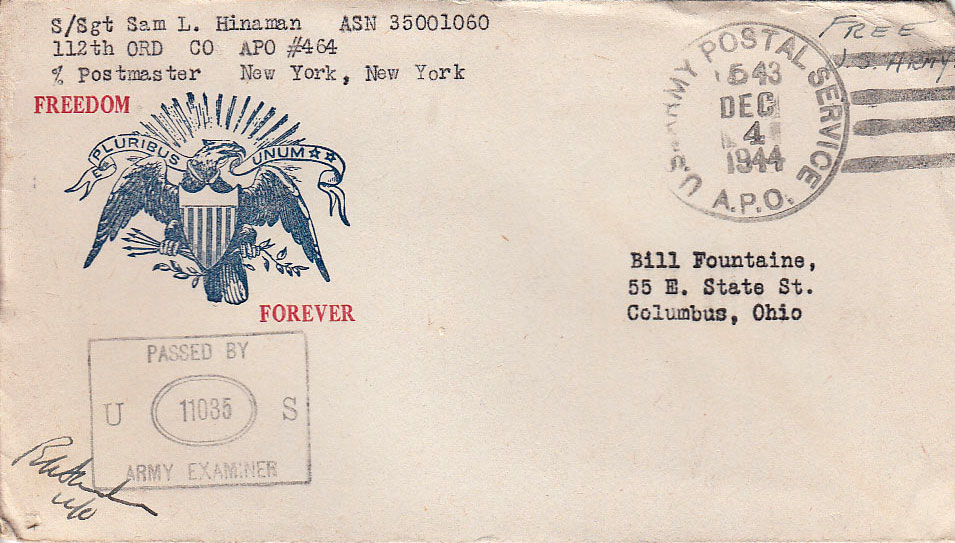 S/Sgt Sam L. Hinaman ASN 35001060
112th ORD CO APO #464
% Postmaster New York, New York
FREEDOM
E PLURIBUS UNUM
FOREVER
FREE
U.S. ARMY
U.S. ARMY POSTAL SERVICE
543
DEC
4
1944
A.P.O.
Bill Fountaine,
55 E. State St.
Columbus, Ohio
PASSED BY
U 11035 S
ARMY EXAMINER